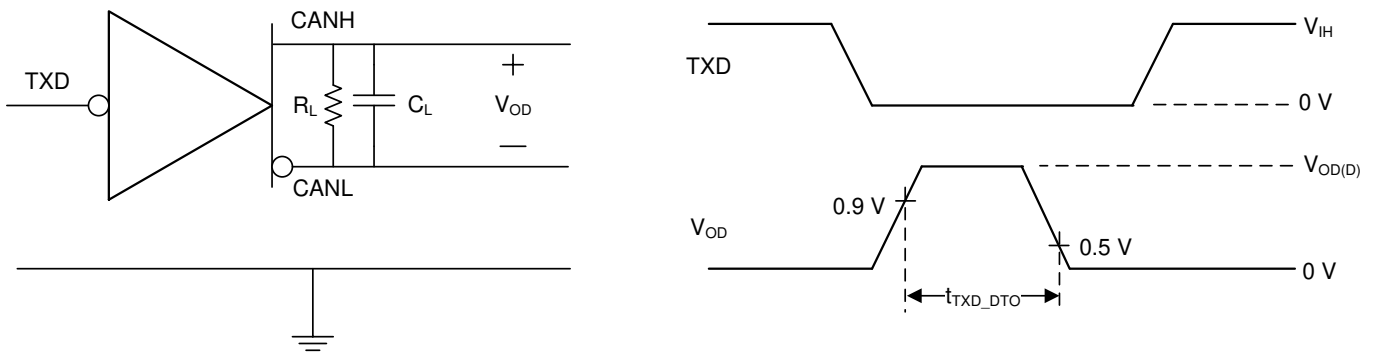 CANH
TXD
R_L
C_L
+
V_OD
—
CANL
V_IH
TXD
0 V
V_OD(D)
0.9 V
V_OD
0.5 V
0 V
t_TXD_DTO